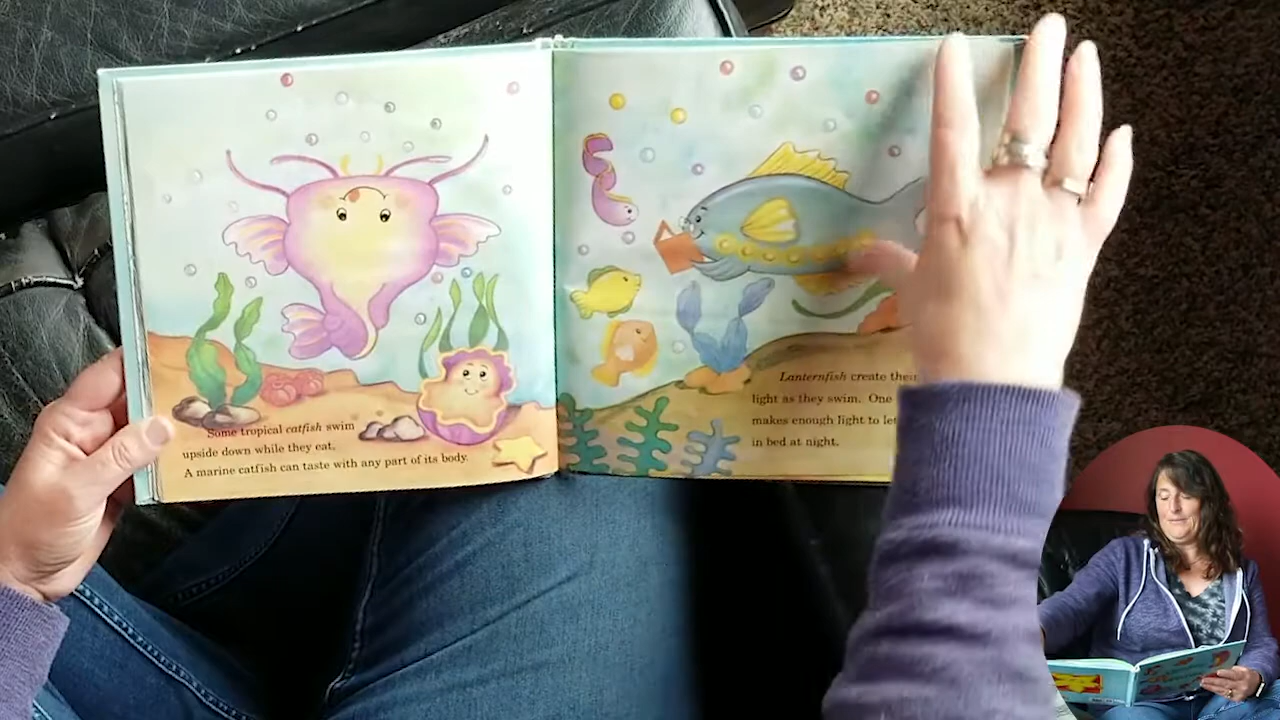 Some tropical catfish swim
upside down while they eat.
A marine catfish can taste with any part of its body.
Lanternfish create their
light as they swim. One
makes enough light to let
in bed at night.